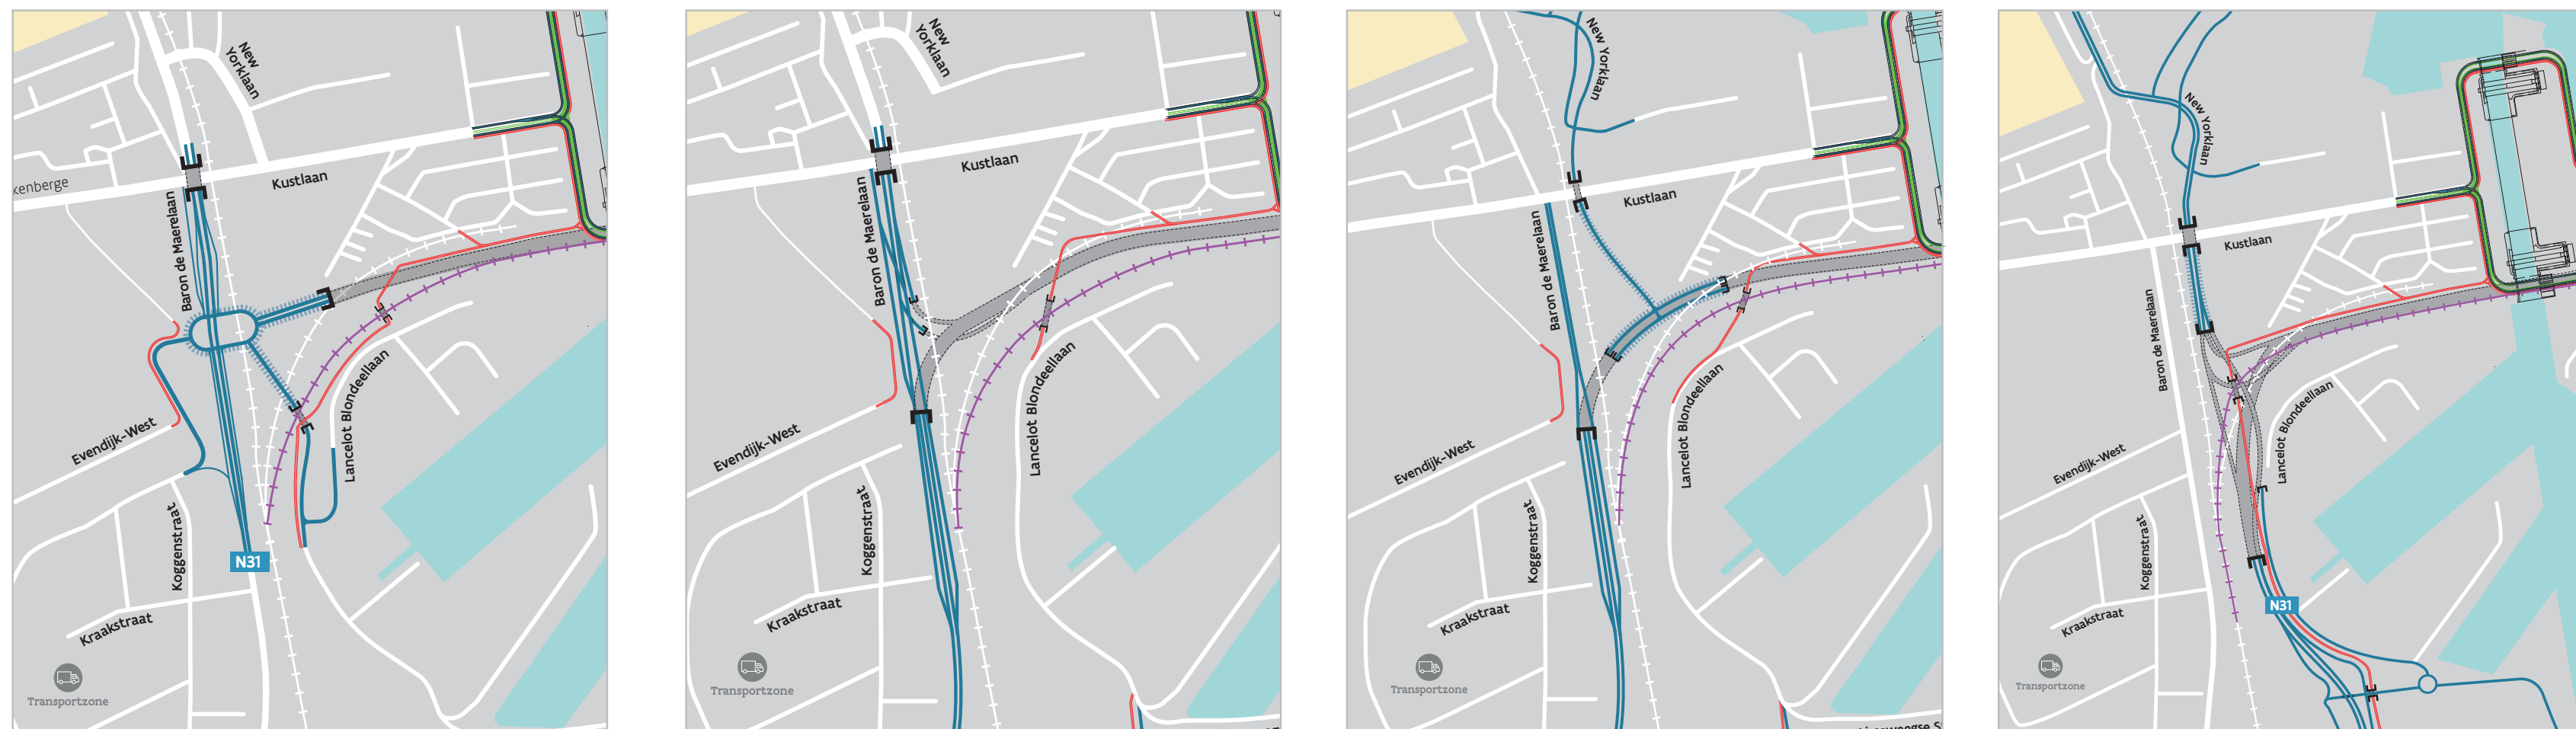 New
Yorklaan
kenberge
Kustlaan
Baron de Maerelaan
Evendijk-West
Lancelot Blondeellaan
Koggenstraat
N31
Kraakstraat
Transportzone
New
Yorklaan
Kustlaan
Baron de Maerelaan
Evendijk-West
Lancelot Blondeellaan
Koggenstraat
Kraakstraat
Transportzone
New Yorklaan
Kustlaan
Baron de Maerelaan
Evendijk-West
Lancelot Blondeellaan
Koggenstraat
Kraakstraat
Transportzone
New
Yorklaan
Kustlaan
Baron de Maerelaan
Evendijk-West
Lancelot Blondeellaan
Koggenstraat
N31
Kraakstraat
Transportzone